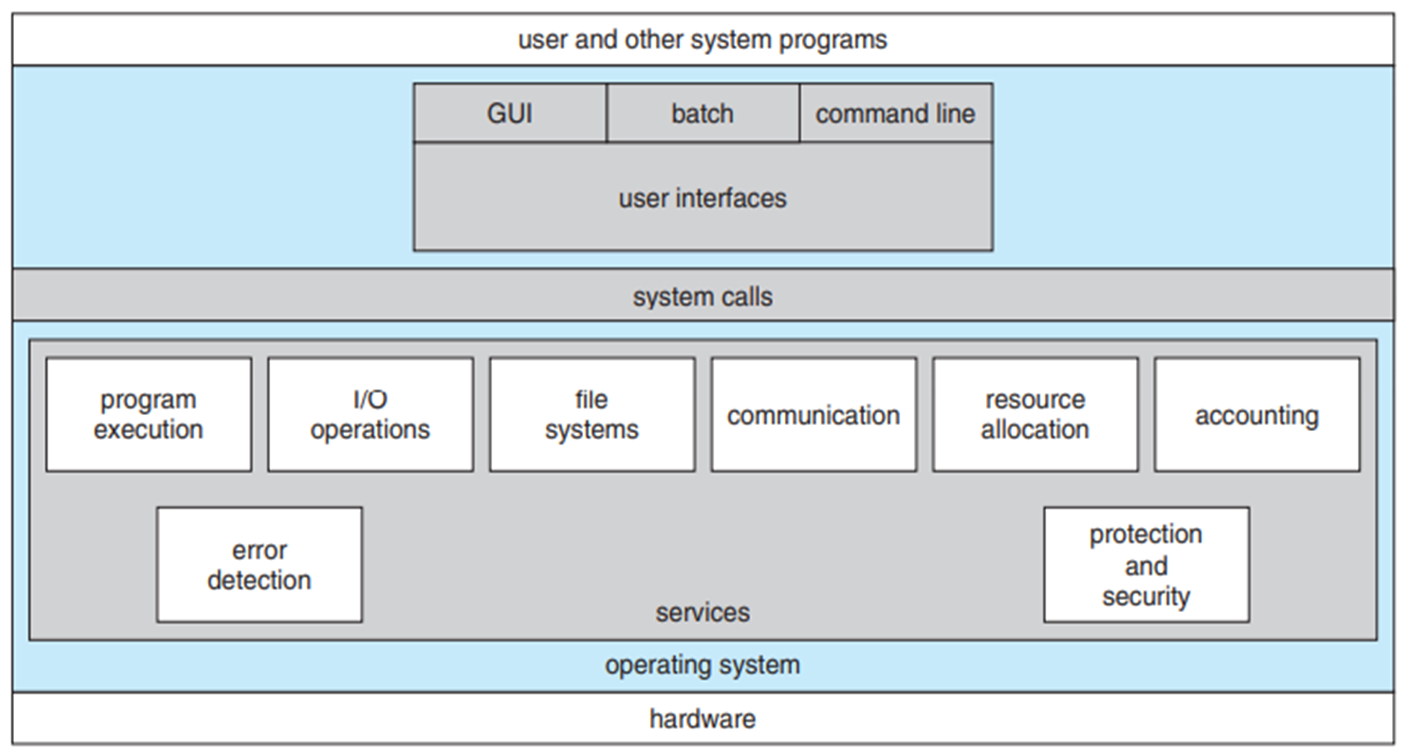 user and other system programs
GUI
batch
command line
user interfaces
system calls
program
execution
I/O
operations
file
systems
communication
resource
allocation
accounting
error
detection
protection
and
security
services
operating system
hardware